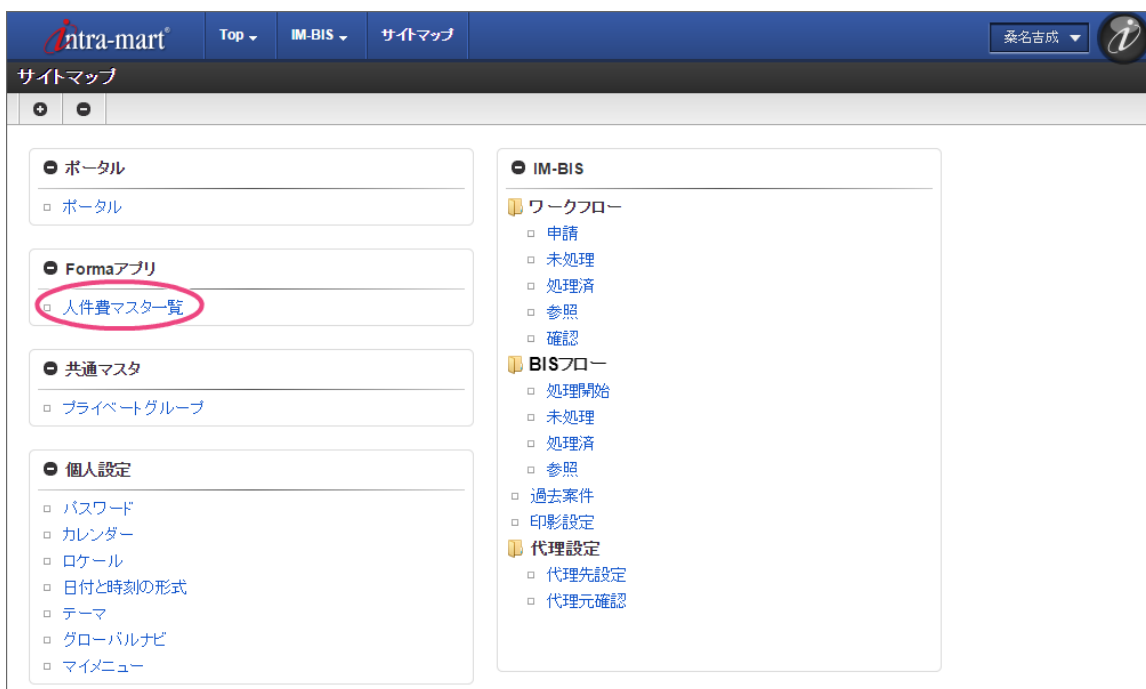 intra-mart® Top IM-BIS サイトマップ 桑名吉成
サイトマップ
ポータル
ポータル
Formaアプリ
人件費マスタ一覧
共通マスタ
プライベートグループ
個人設定
パスワード
カレンダー
ロケール
日付と時刻の形式
テーマ
グローバルナビ
マイメニュー
IM-BIS
ワークフロー
申請
未処理
処理済
参照
確認
BISフロー
処理開始
未処理
処理済
参照
過去案件
印影設定
代理設定
代理先設定
代理元確認